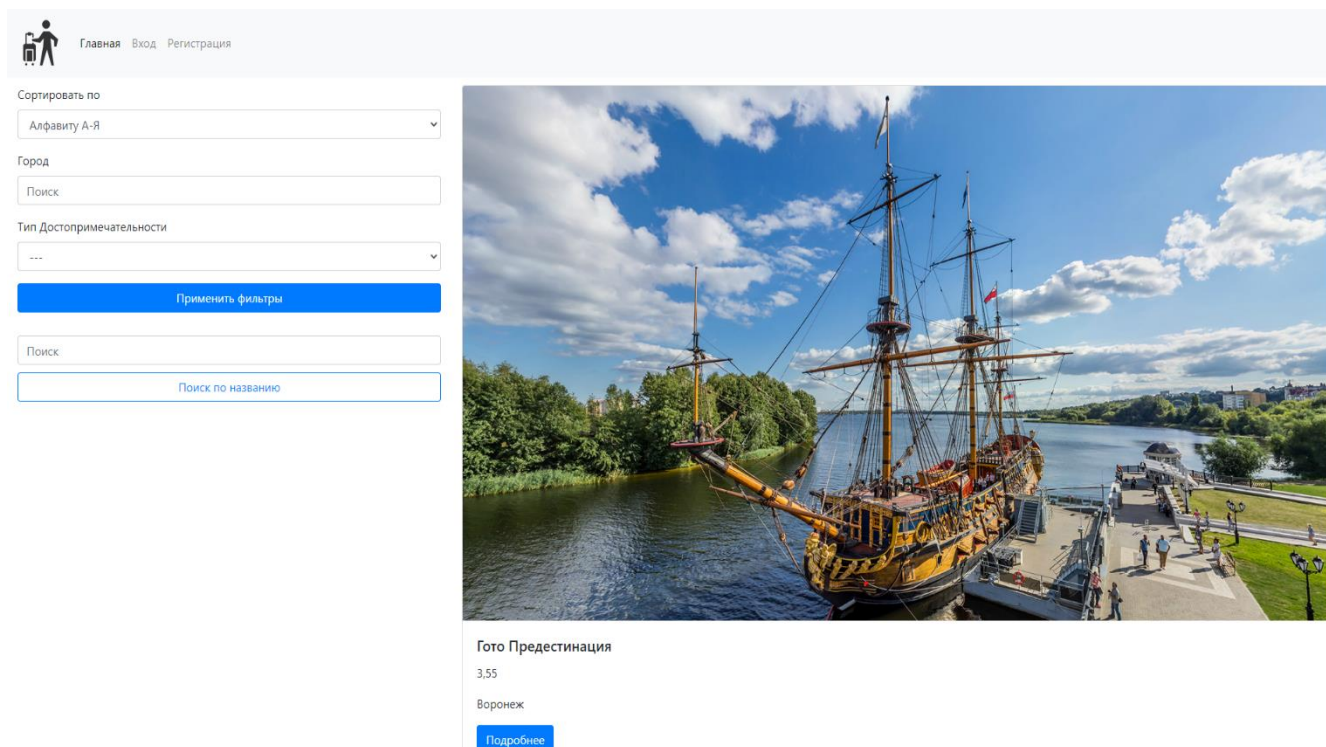 Главная Вход Регистрация
Сортировать по
Алфавиту А-Я
Город
Поиск
Тип Достопримечательности
---
Применить фильтры
Поиск
Поиск по названию
Гото Предестинация
3,55
Воронеж
Подробнее